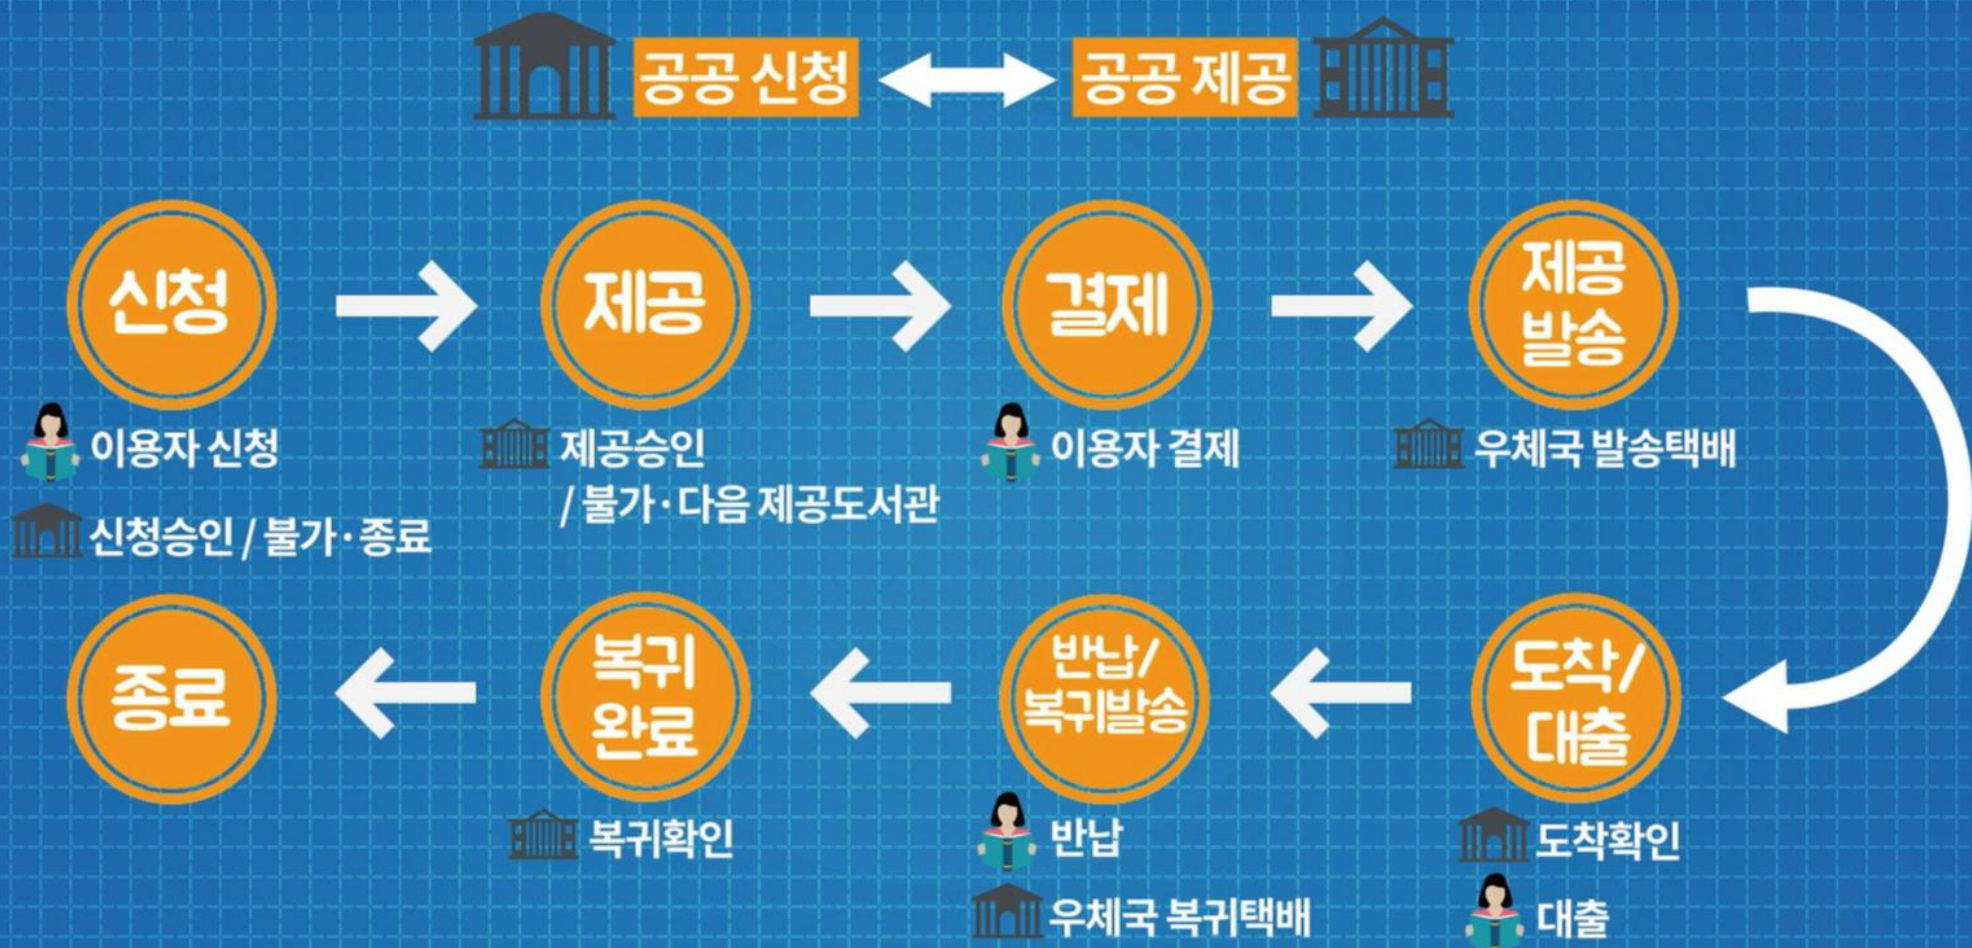 공공 신청
공공 제공
신청
이용자 신청
신청승인 / 불가·종료
제공
제공승인
/ 불가·다음 제공도서관
결제
이용자 결제
제공
발송
우체국 발송택배
도착/
대출
도착확인
대출
반납/
복귀발송
반납
우체국 복귀택배
복귀
완료
복귀확인
종료